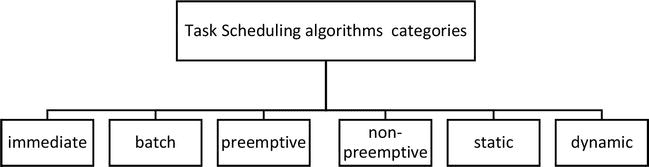 Task Scheduling algorithms categories
immediate
batch
preemptive
non-
preemptive
static
dynamic